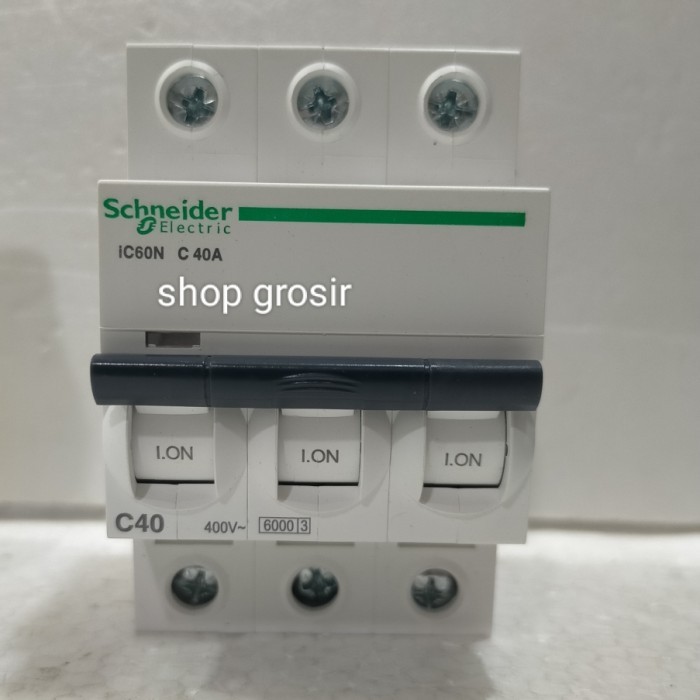 Schneider
Electric
iC60N C 40A
shop grosir
I.ON
I.ON
I.ON
C40
400V~
6000 3